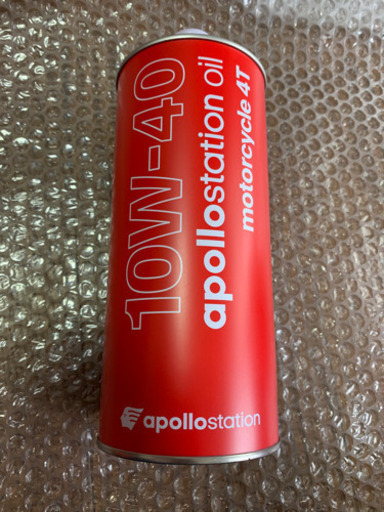 10W-40
apollostation oil
motorcycle 4T
apollostation